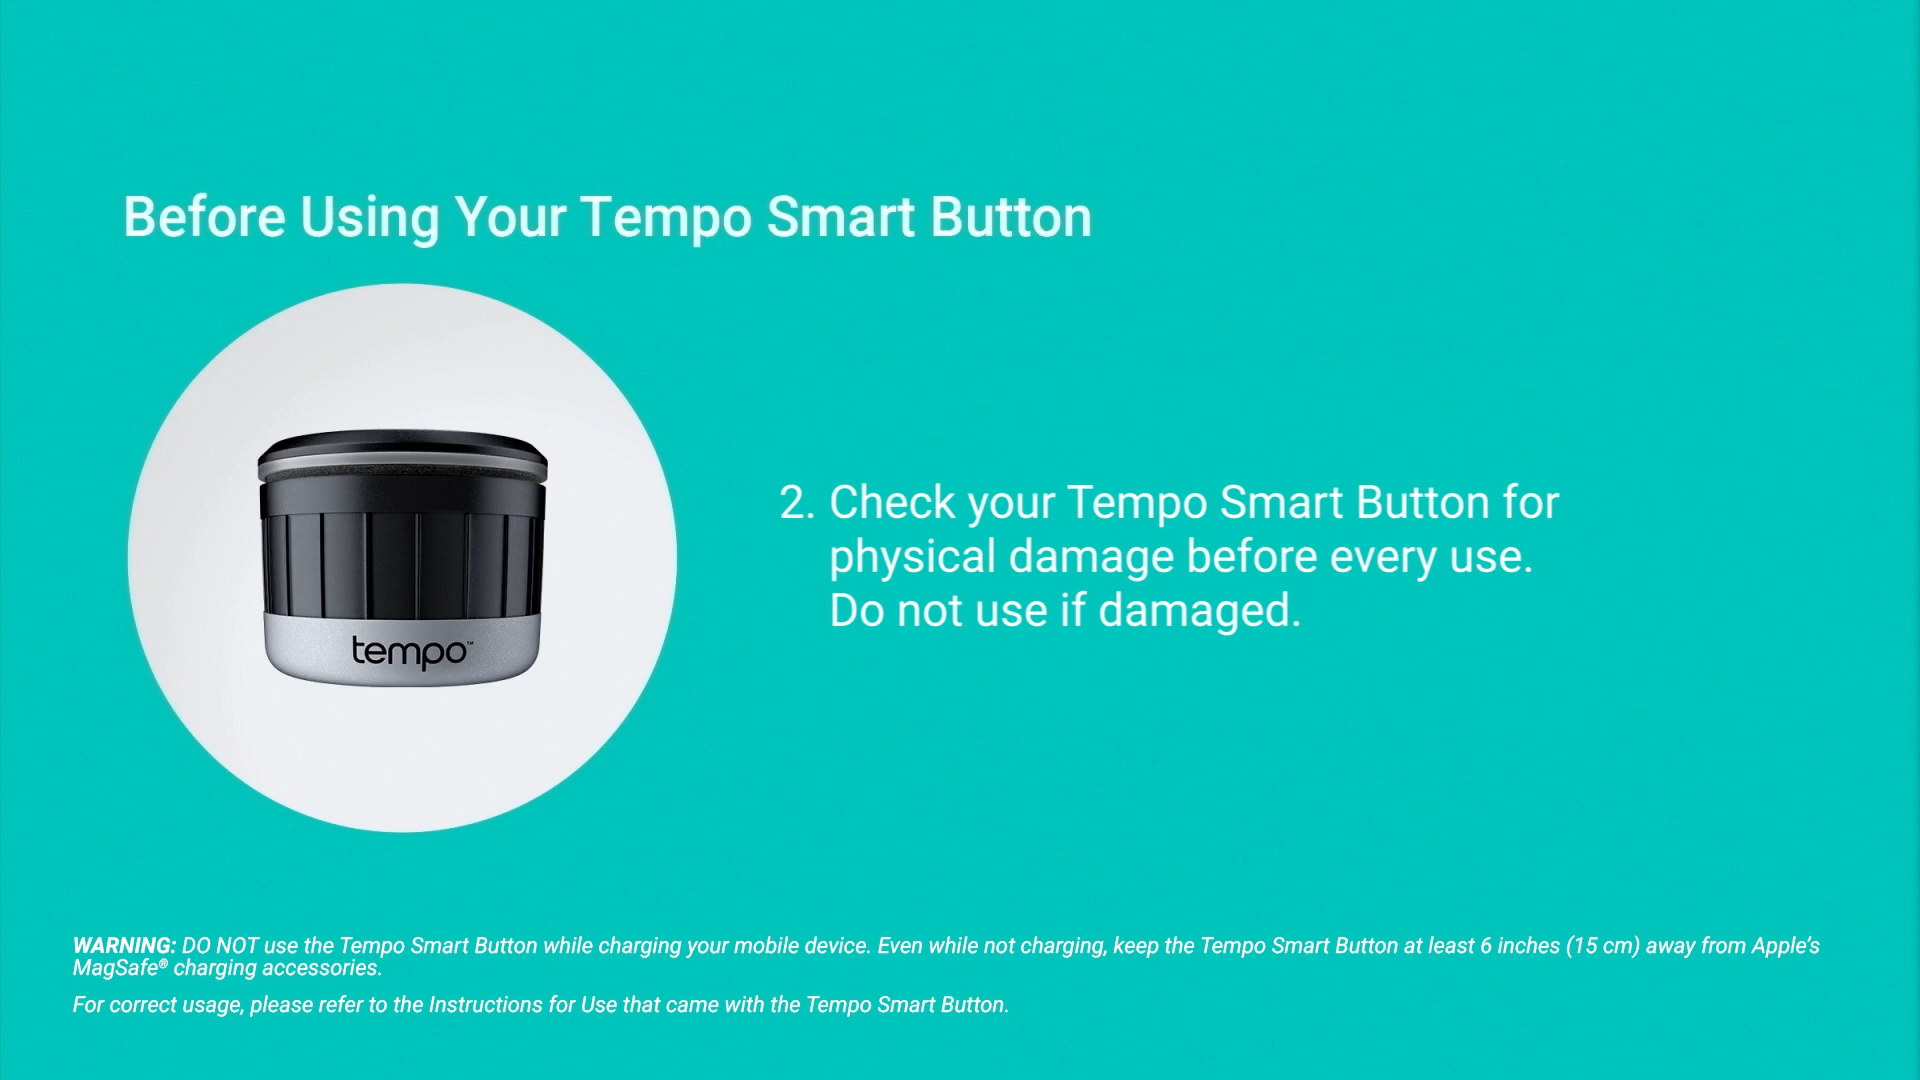 Before Using Your Tempo Smart Button
tempo™
2. Check your Tempo Smart Button for
physical damage before every use.
Do not use if damaged.
WARNING: DO NOT use the Tempo Smart Button while charging your mobile device. Even while not charging, keep the Tempo Smart Button at least 6 inches (15 cm) away from Apple’s
MagSafe® charging accessories.
For correct usage, please refer to the Instructions for Use that came with the Tempo Smart Button.